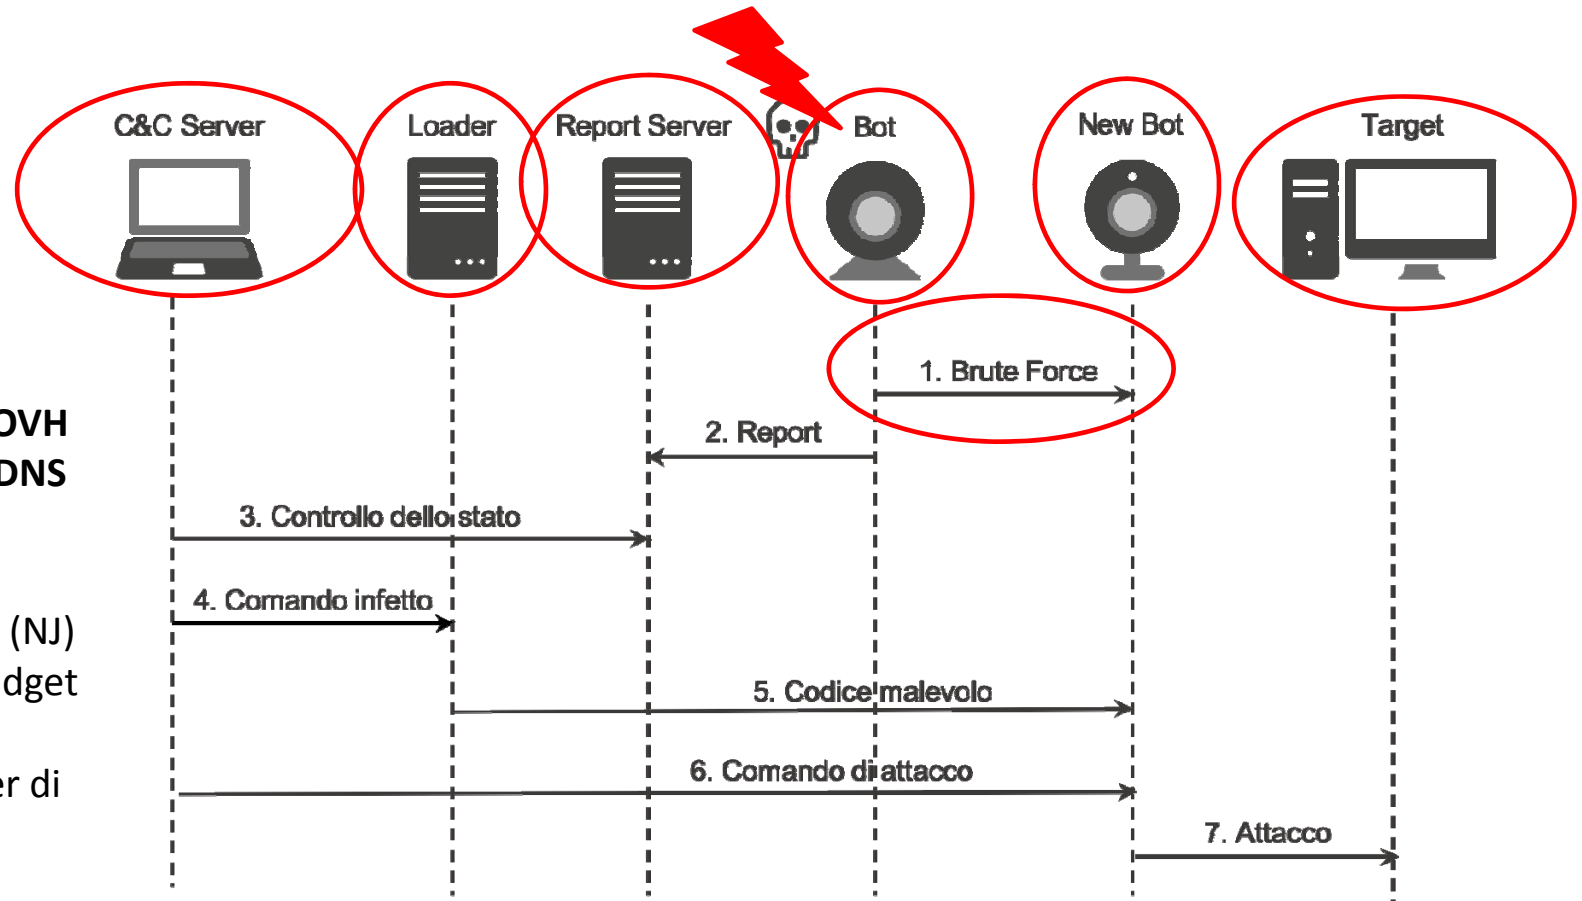 C&C Server
Loader
Report Server
Bot
New Bot
Target
1. Brute Force
OVH
2. Report
DNS
3. Controllo dello stato
4. Comando infetto
(NJ)
dget
5. Codice malevolo
6. Comando di attacco
er di
7. Attacco